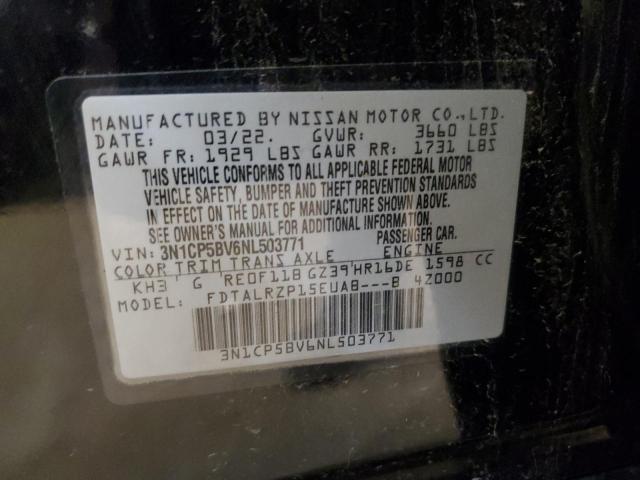 MANUFACTURED BY NISSAN MOTOR CO.,LTD.
DATE: 03/22. GVWR: 3660 LBS
GAWR FR: 1929 LBS GAWR RR: 1731 LBS
THIS VEHICLE CONFORMS TO ALL APPLICABLE FEDERAL MOTOR
VEHICLE SAFETY, BUMPER AND THEFT PREVENTION STANDARDS
IN EFFECT ON THE DATE OF MANUFACTURE SHOWN ABOVE.
SEE OWNER'S MANUAL FOR ADDITIONAL INFORMATION.
VIN: 3N1CP5BV6NL503771 PASSENGER CAR.
COLOR TRIM TRANS AXLE ENGINE
KH3 G RE0F11B GZ39 HR16DE 1598 CC
MODEL: FDTALRZP15EUAB---B 4Z000
3N1CP5BV6NL503771